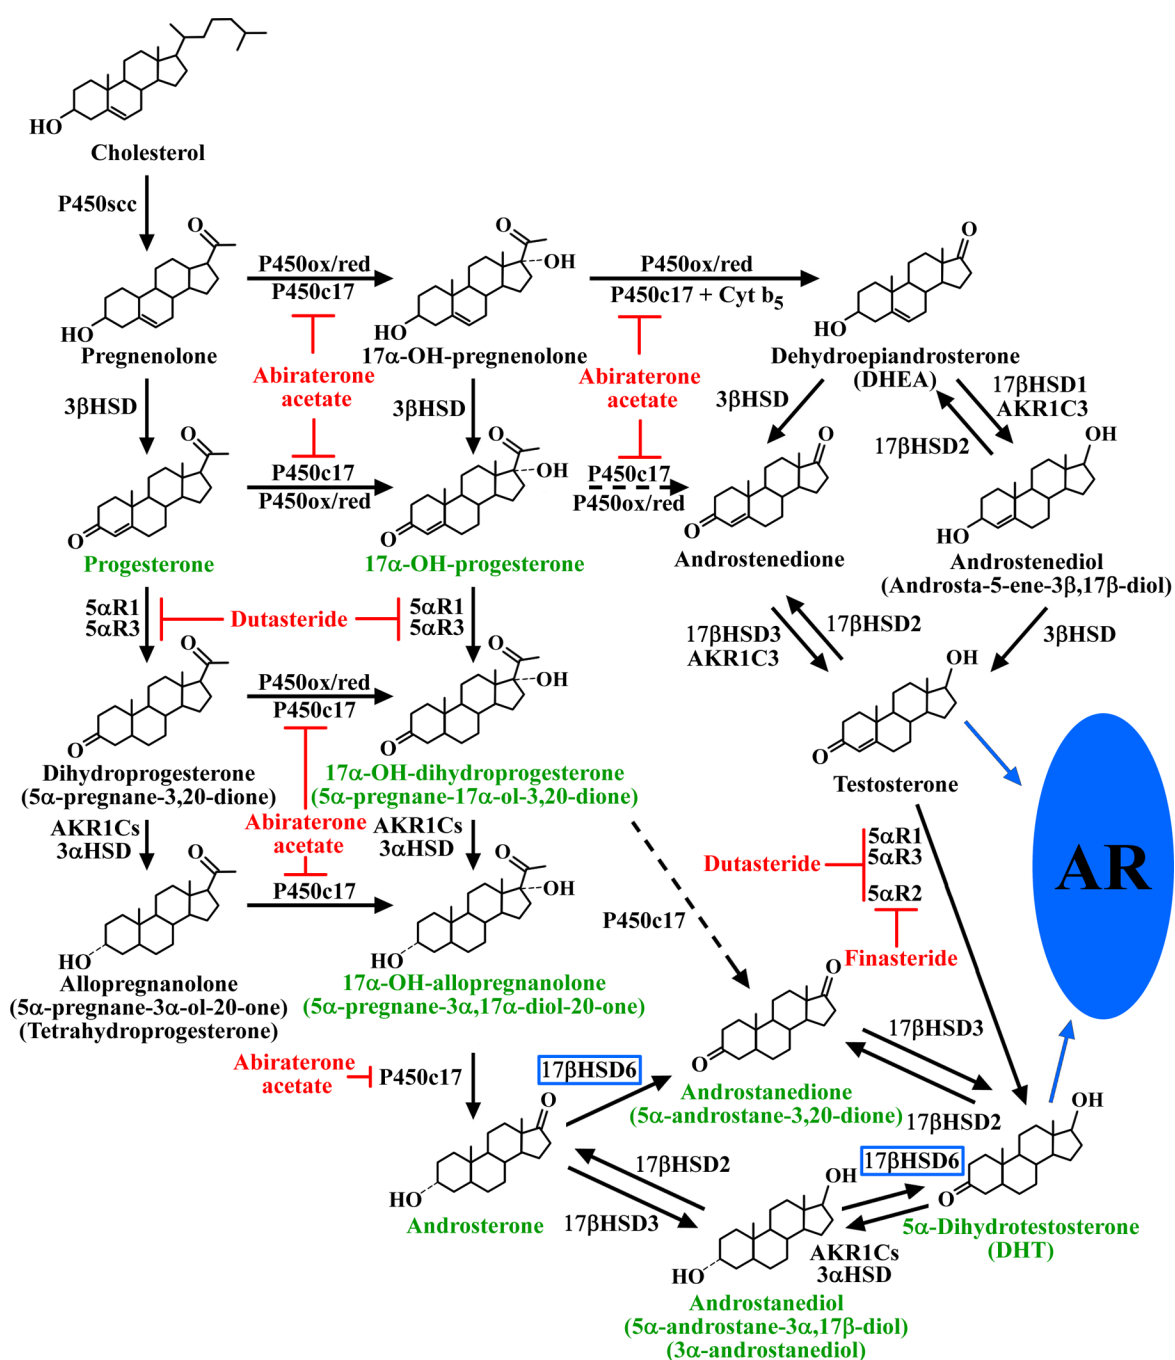 HO
Cholesterol
P450scc
O
HO
Pregnenolone
P450ox/red
P450c17
O
OH
HO
17α-OH-pregnenolone
P450ox/red
P450c17 + Cyt b5
O
HO
Dehydroepiandrosterone
(DHEA)
Abiraterone
acetate
Abiraterone
acetate
3βHSD
3βHSD
3βHSD
17βHSD1
AKR1C3
17βHSD2
O
O
Progesterone
P450c17
P450ox/red
O
OH
O
17α-OH-progesterone
P450c17
P450ox/red
O
O
Androstenedione
OH
HO
Androstenediol
(Androsta-5-ene-3β,17β-diol)
5αR1
5αR3
Dutasteride
5αR1
5αR3
17βHSD3
AKR1C3
17βHSD2
3βHSD
O
O
Dihydroprogesterone
(5α-pregnane-3,20-dione)
P450ox/red
P450c17
O
OH
O
17α-OH-dihydroprogesterone
(5α-pregnane-17α-ol-3,20-dione)
OH
O
Testosterone
AKR1Cs
3αHSD
Abiraterone
acetate
AKR1Cs
3αHSD
Dutasteride
5αR1
5αR3
5αR2
Finasteride
AR
O
HO
Allopregnanolone
(5α-pregnane-3α-ol-20-one)
(Tetrahydroprogesterone)
P450c17
O
OH
HO
17α-OH-allopregnanolone
(5α-pregnane-3α,17α-diol-20-one)
P450c17
O
O
Androstanedione
(5α-androstane-3,20-dione)
17βHSD3
17βHSD2
Abiraterone
acetate
P450c17
17βHSD6
O
HO
Androsterone
17βHSD2
17βHSD3
OH
HO
Androstanediol
(5α-androstane-3α,17β-diol)
(3α-androstanediol)
17βHSD6
AKR1Cs
3αHSD
OH
O
5α-Dihydrotestosterone
(DHT)